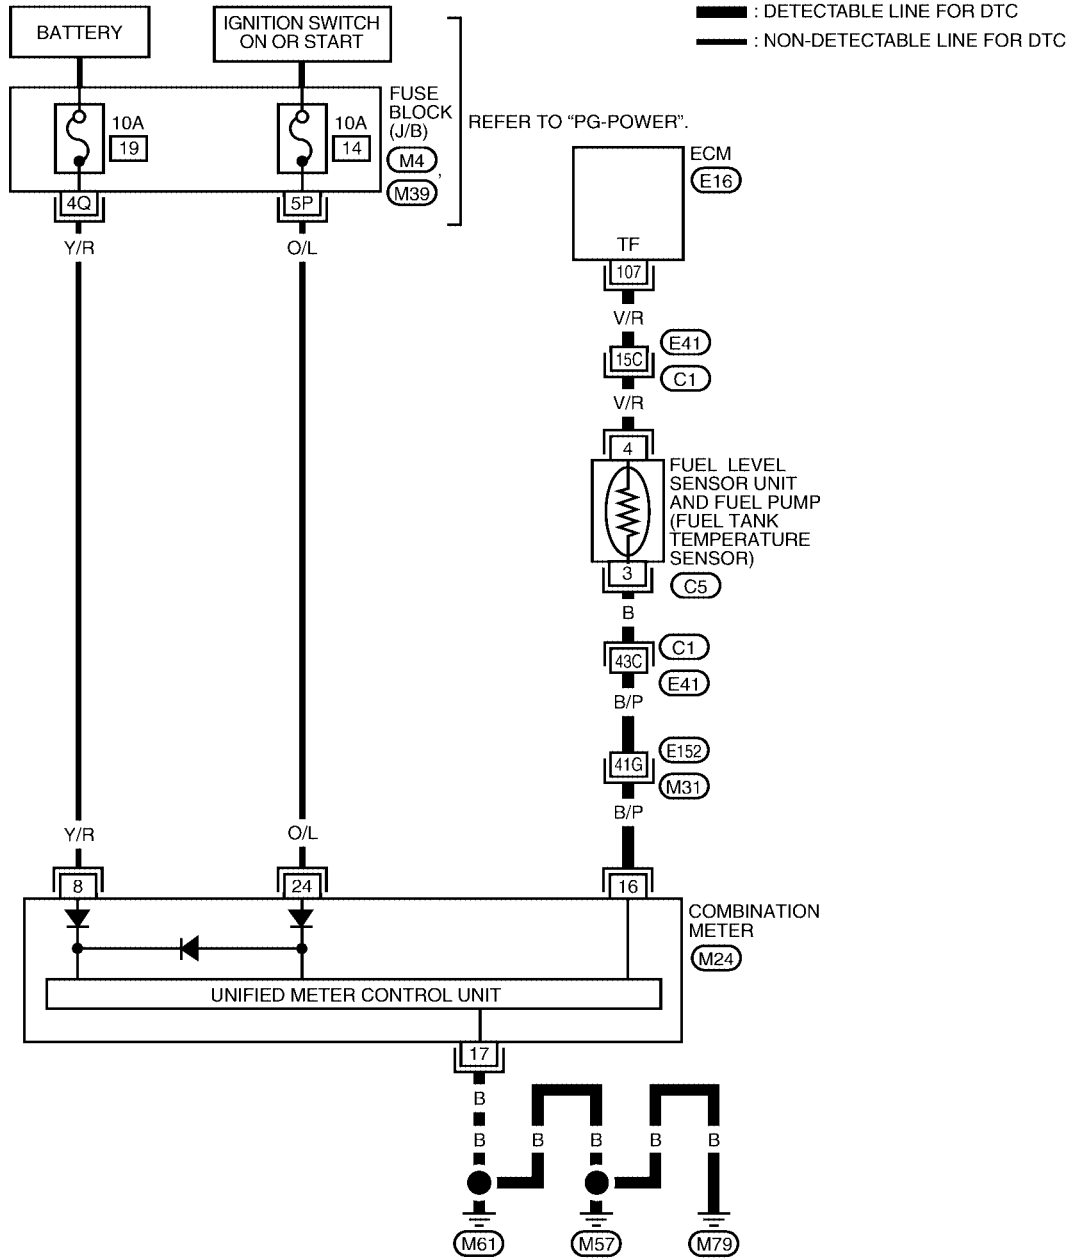 BATTERY
IGNITION SWITCH
ON OR START
: DETECTABLE LINE FOR DTC
: NON-DETECTABLE LINE FOR DTC
10A
19
10A
14
FUSE
BLOCK
(J/B)
M4
,
M39
REFER TO "PG-POWER".
4Q
5P
Y/R
O/L
ECM
E16
TF
107
V/R
15C
E41
C1
V/R
4
FUEL LEVEL
SENSOR UNIT
AND FUEL PUMP
(FUEL TANK
TEMPERATURE
SENSOR)
3
C5
B
43C
C1
E41
B/P
41G
E152
M31
B/P
Y/R
O/L
8
24
16
COMBINATION
METER
M24
UNIFIED METER CONTROL UNIT
17
B
B
B
B
B
B
M61
M57
M79